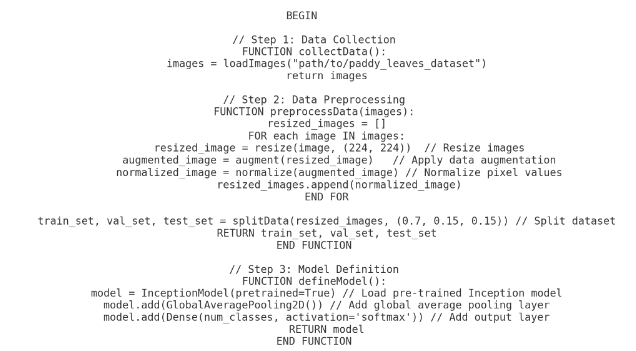 BEGIN
// Step 1: Data Collection
FUNCTION collectData():
images = loadImages("path/to/paddy_leaves_dataset")
return images
// Step 2: Data Preprocessing
FUNCTION preprocessData(images):
resized_images = []
FOR each image IN images:
resized_image = resize(image, (224, 224)) // Resize images
augmented_image = augment(resized_image) // Apply data augmentation
normalized_image = normalize(augmented_image) // Normalize pixel values
resized_images.append(normalized_image)
END FOR
train_set, val_set, test_set = splitData(resized_images, (0.7, 0.15, 0.15)) // Split dataset
RETURN train_set, val_set, test_set
END FUNCTION
// Step 3: Model Definition
FUNCTION defineModel():
model = InceptionModel(pretrained=True) // Load pre-trained Inception model
model.add(GlobalAveragePooling2D()) // Add global average pooling layer
model.add(Dense(num_classes, activation='softmax')) // Add output layer
RETURN model
END FUNCTION